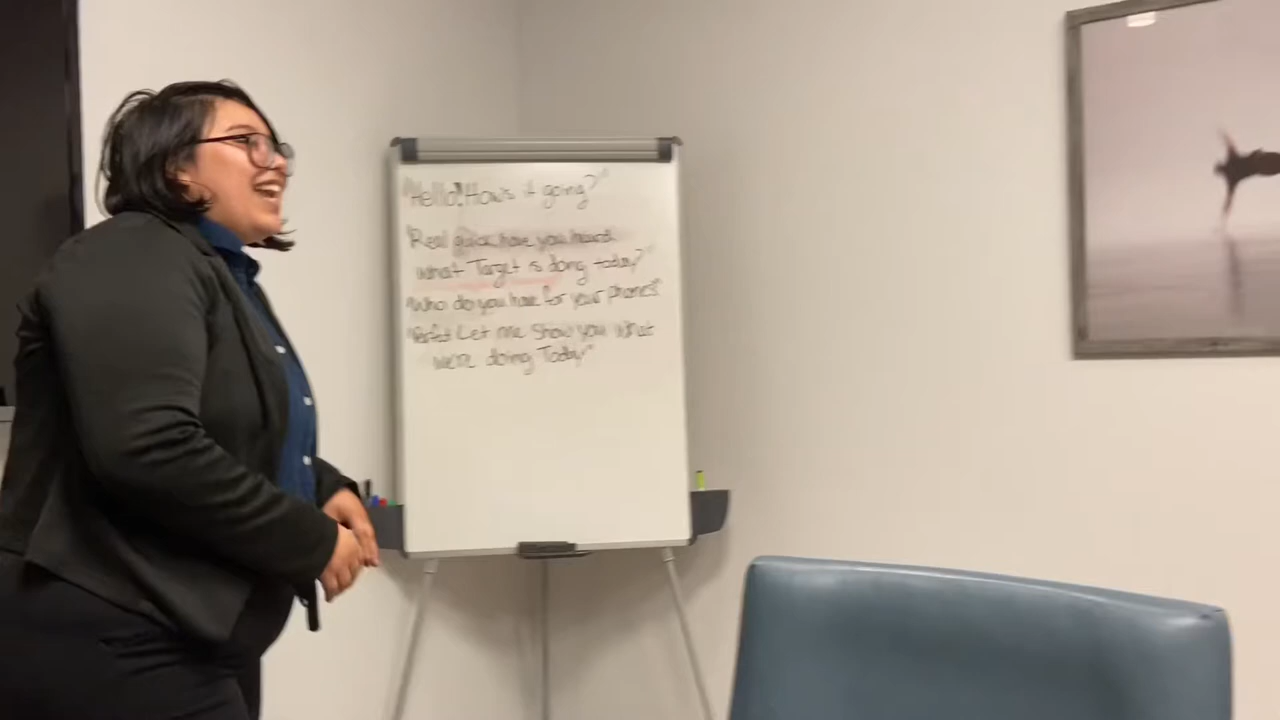 "Hello! How's it going?"
"Real quick have you heard
what Target is doing today?"
"Who do you have for your phones?"
"Perfect Let me show you what
we're doing Today"